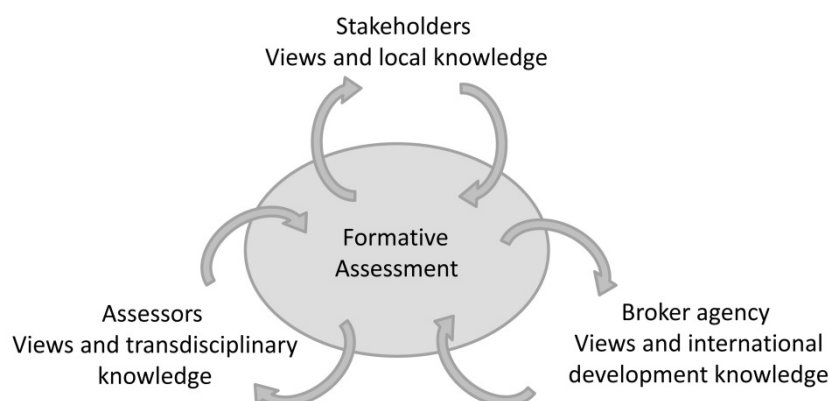 Stakeholders
Views and local knowledge
Formative
Assessment
Assessors
Views and transdisciplinary
knowledge
Broker agency
Views and international
development knowledge